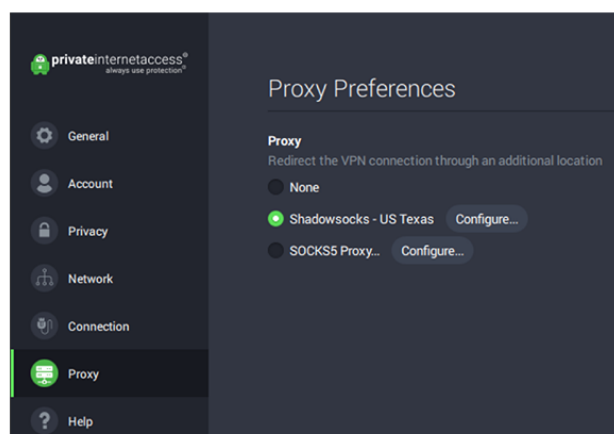 privateinternetaccess®
always use protection®
General
Account
Privacy
Network
Connection
Proxy
Help
Proxy Preferences
Proxy
Redirect the VPN connection through an additional location
None
Shadowsocks - US Texas Configure...
SOCKS5 Proxy... Configure...